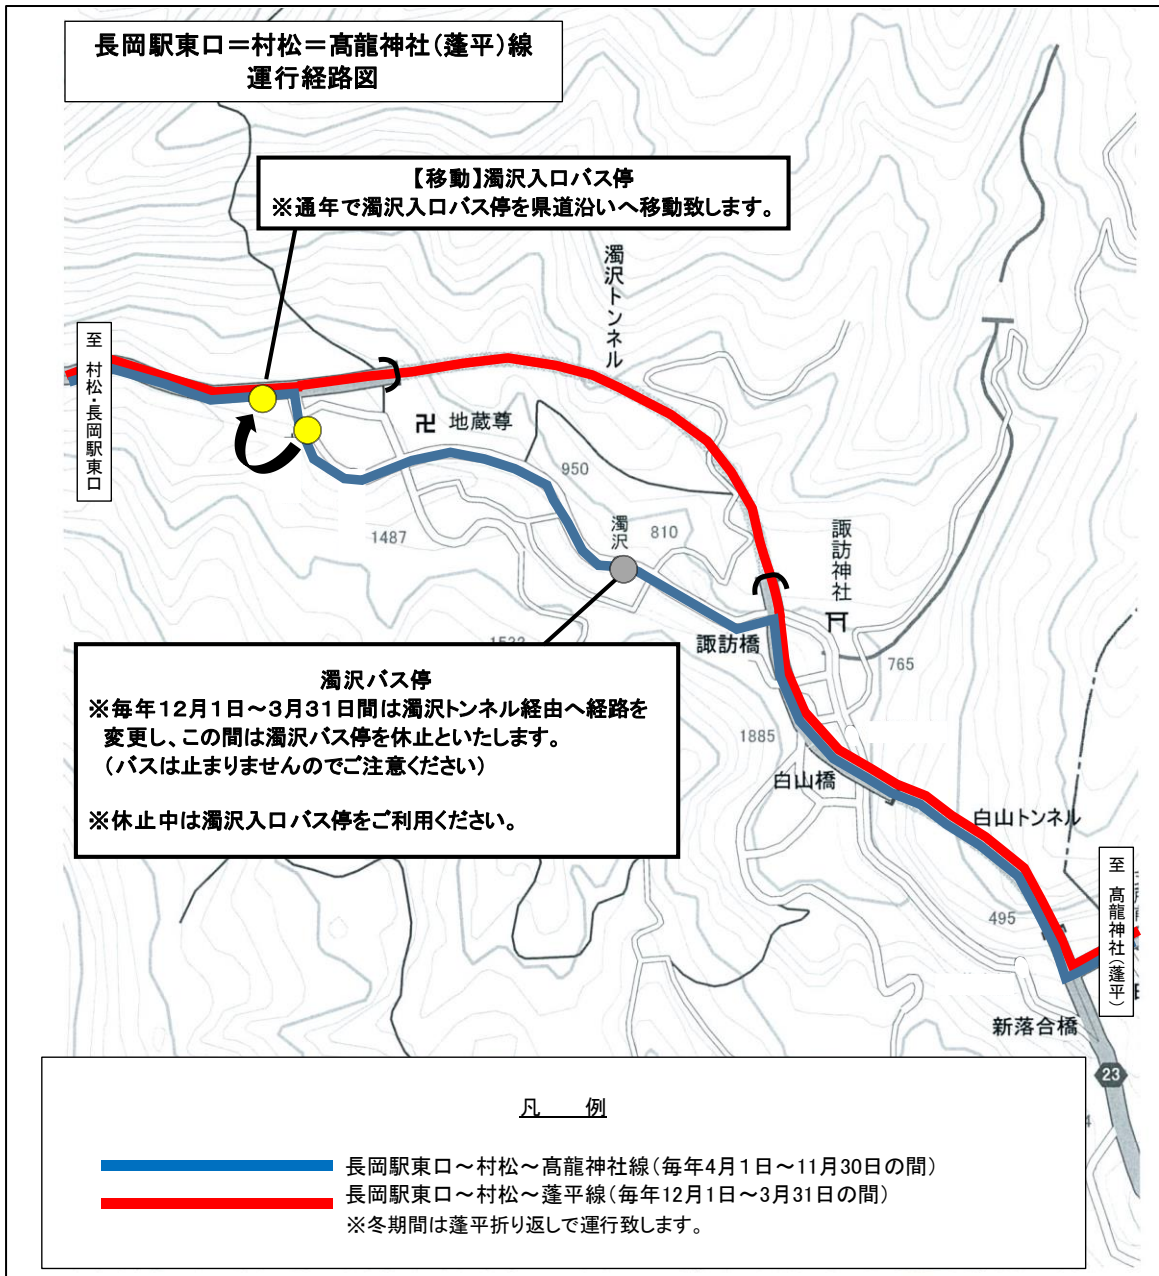 長岡駅東口＝村松＝髙龍神社（蓬平）線
運行経路図
【移動】濁沢入口バス停
※通年で濁沢入口バス停を県道沿いへ移動致します。
濁沢トンネル
至　村松・長岡駅東口
卍 地蔵尊
950
濁沢
810
1487
諏訪神社
諏訪橋
765
濁沢バス停
※毎年１２月１日～３月３１日間は濁沢トンネル経由へ経路を
変更し、この間は濁沢バス停を休止といたします。
（バスは止まりませんのでご注意ください）
※休止中は濁沢入口バス停をご利用ください。
1885
白山橋
白山トンネル
至　髙龍神社（蓬平）
495
新落合橋
23
凡　例
長岡駅東口～村松～髙龍神社線（毎年4月１日～11月30日の間）
長岡駅東口～村松～蓬平線（毎年12月1日～3月31日の間）
※冬期間は蓬平折り返しで運行致します。